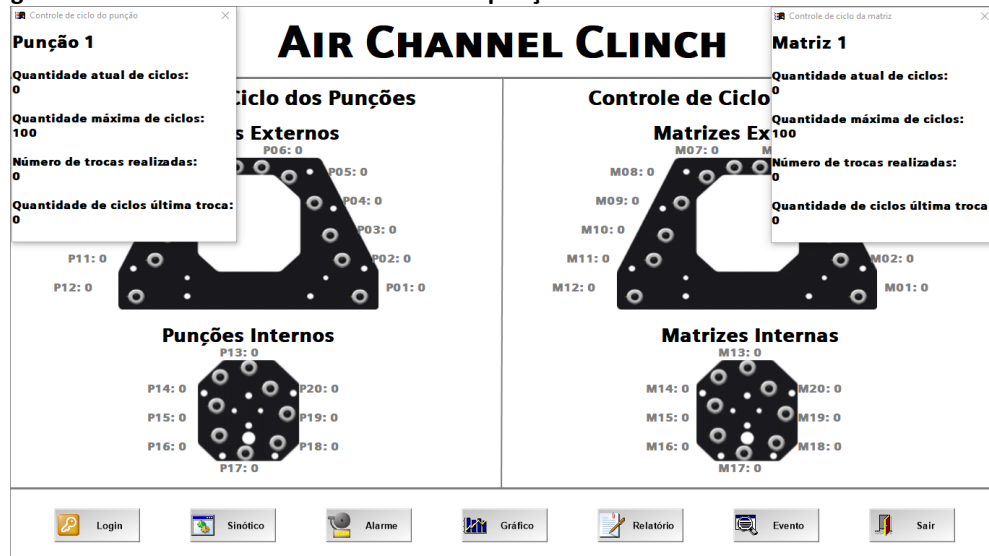 Controle de ciclo do punção
Punção 1
Quantidade atual de ciclos:
0
Quantidade máxima de ciclos:
100
Número de trocas realizadas:
0
Quantidade de ciclos última troca:
0
AIR CHANNEL CLINCH
Controle de ciclo da matriz
Matriz 1
Quantidade atual de ciclos:
0
Quantidade máxima de ciclos:
100
Número de trocas realizadas:
0
Quantidade de ciclos última troca
0
Ciclo dos Punções
s Externos
P06: 0
P05: 0
P04: 0
P03: 0
P11: 0
P02: 0
P12: 0
P01: 0
Punções Internos
P13: 0
P14: 0
P20: 0
P15: 0
P19: 0
P16: 0
P18: 0
P17: 0
Controle de Ciclo
Matrizes Ex
M07: 0
M
M08: 0
M09: 0
M10: 0
M11: 0
M02: 0
M12: 0
M01: 0
Matrizes Internas
M13: 0
M14: 0
M20: 0
M15: 0
M19: 0
M16: 0
M18: 0
M17: 0
Login
Sinótico
Alarme
Gráfico
Relatório
Evento
Sair